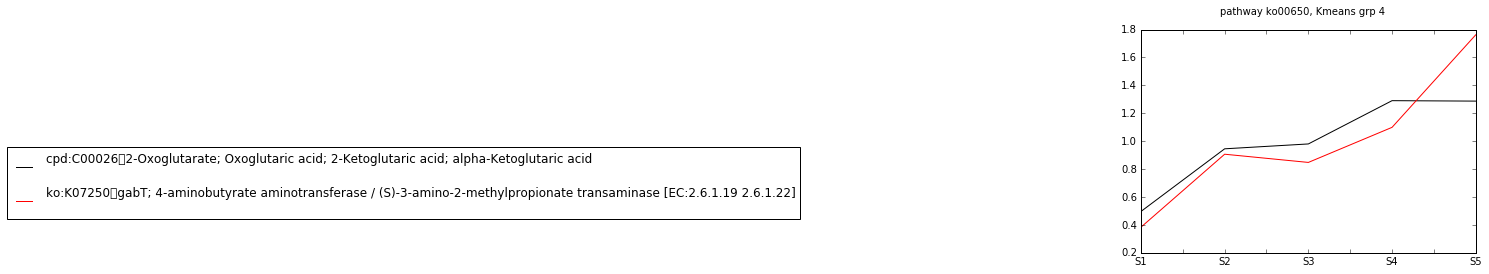 pathway ko00650, Kmeans grp 4
1.8
1.6
1.4
1.2
1.0
0.8
0.6
0.4
0.2
S1 S2 S3 S4 S5
cpd:C00026▯2-Oxoglutarate; Oxoglutaric acid; 2-Ketoglutaric acid; alpha-Ketoglutaric acid
ko:K07250▯gabT; 4-aminobutyrate aminotransferase / (S)-3-amino-2-methylpropionate transaminase [EC:2.6.1.19 2.6.1.22]